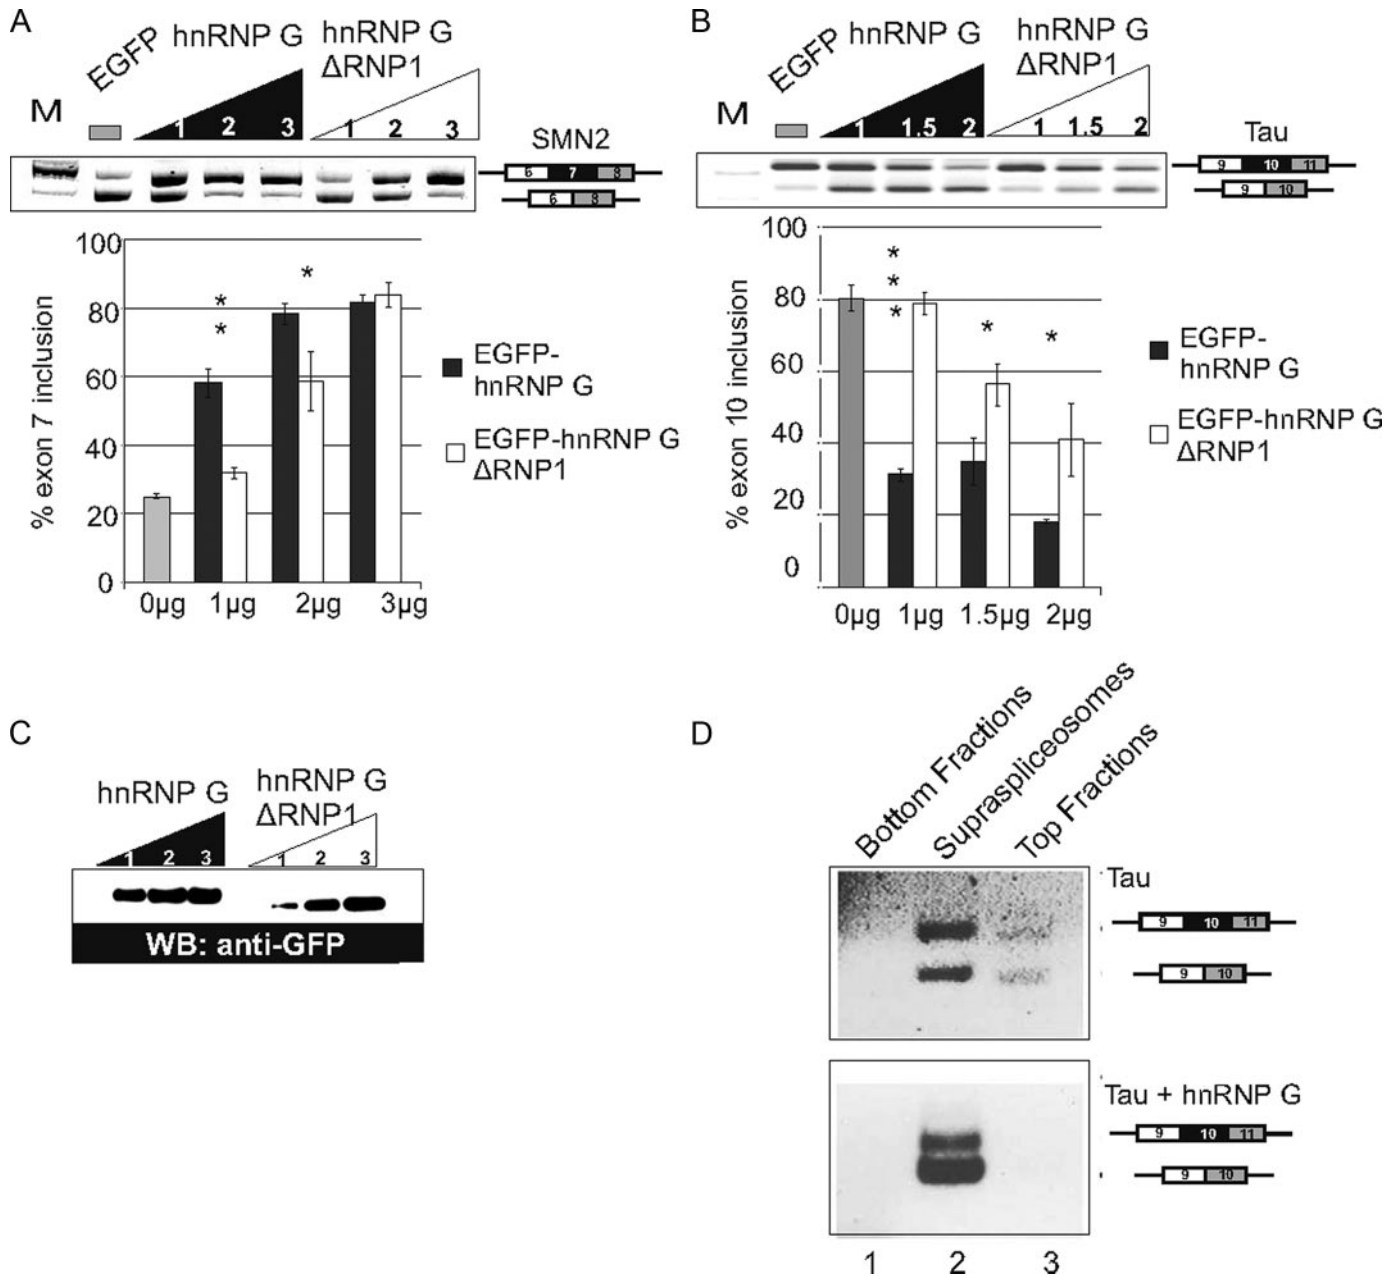 A
EGFP
hnRNP G
hnRNP G
ΔRNP1
M
1 2 3
1 2 3
SMN2
6 7 8
6 8
% exon 7 inclusion
100
80
60
40
20
0
* *
*
0µg 1µg 2µg 3µg
EGFP-
hnRNP G
EGFP-hnRNP G
ΔRNP1
B
EGFP
hnRNP G
hnRNP G
ΔRNP1
M
1 1.5 2
1 1.5 2
Tau
9 10 11
9 10
% exon 10 inclusion
100
80
60
40
20
0
* * *
*
*
0µg 1µg 1.5µg 2µg
EGFP-
hnRNP G
EGFP-hnRNP G
ΔRNP1
C
hnRNP G
hnRNP G
ΔRNP1
1 2 3
1 2 3
WB: anti-GFP
D
Bottom Fractions
Supraspliceosomes
Top Fractions
Tau
9 10 11
9 10
Tau + hnRNP G
9 10 11
9 10
1 2 3